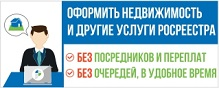 ОФОРМИТЬ НЕДВИЖИМОСТЬ
И ДРУГИЕ УСЛУГИ РОСРЕЕСТРА
БЕЗ ПОСРЕДНИКОВ И ПЕРЕПЛАТ
БЕЗ ОЧЕРЕДЕЙ, В УДОБНОЕ ВРЕМЯ